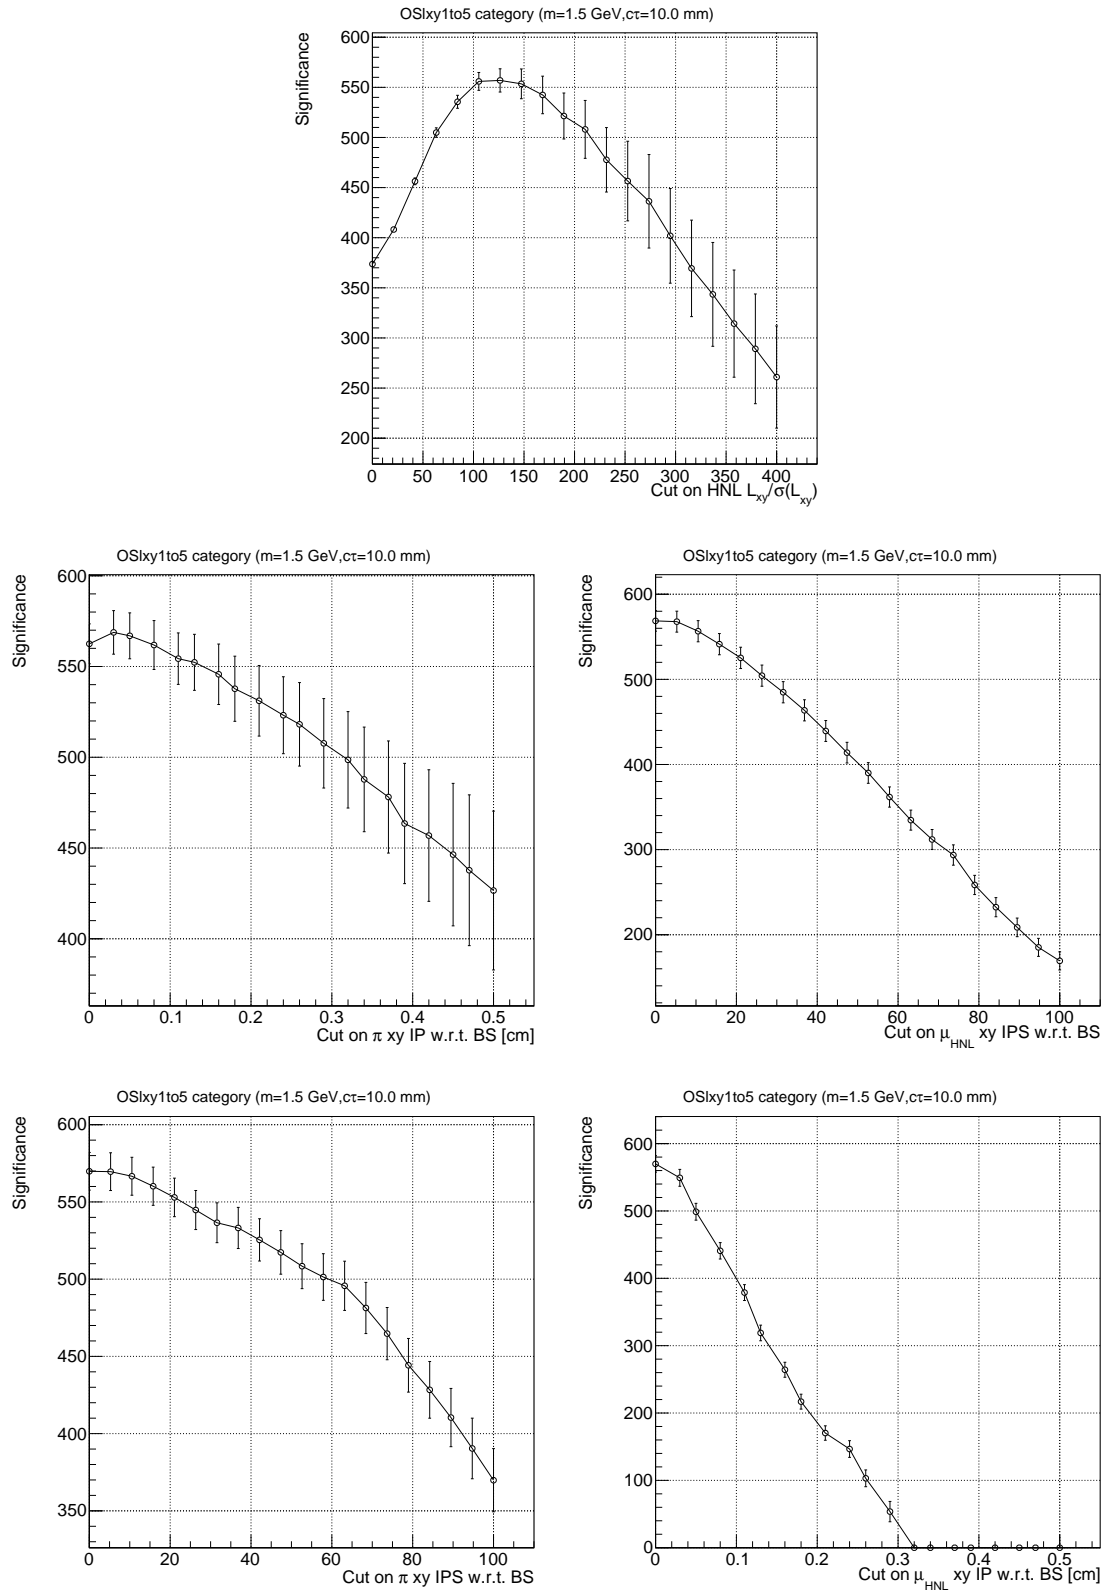 OSlxy1to5 category (m=1.5 GeV,cτ=10.0 mm)
Significance
600
550
500
450
400
350
300
250
200
0 50 100 150 200 250 300 350 400
Cut on HNL Lxy/σ(Lxy)
OSlxy1to5 category (m=1.5 GeV,cτ=10.0 mm)
Significance
600
550
500
450
400
0 0.1 0.2 0.3 0.4 0.5
Cut on π xy IP w.r.t. BS [cm]
OSlxy1to5 category (m=1.5 GeV,cτ=10.0 mm)
Significance
600
500
400
300
200
0 20 40 60 80 100
Cut on μHNL xy IPS w.r.t. BS
OSlxy1to5 category (m=1.5 GeV,cτ=10.0 mm)
Significance
600
550
500
450
400
350
0 20 40 60 80 100
Cut on π xy IPS w.r.t. BS
OSlxy1to5 category (m=1.5 GeV,cτ=10.0 mm)
Significance
600
500
400
300
200
100
0
0 0.1 0.2 0.3 0.4 0.5
Cut on μHNL xy IP w.r.t. BS [cm]